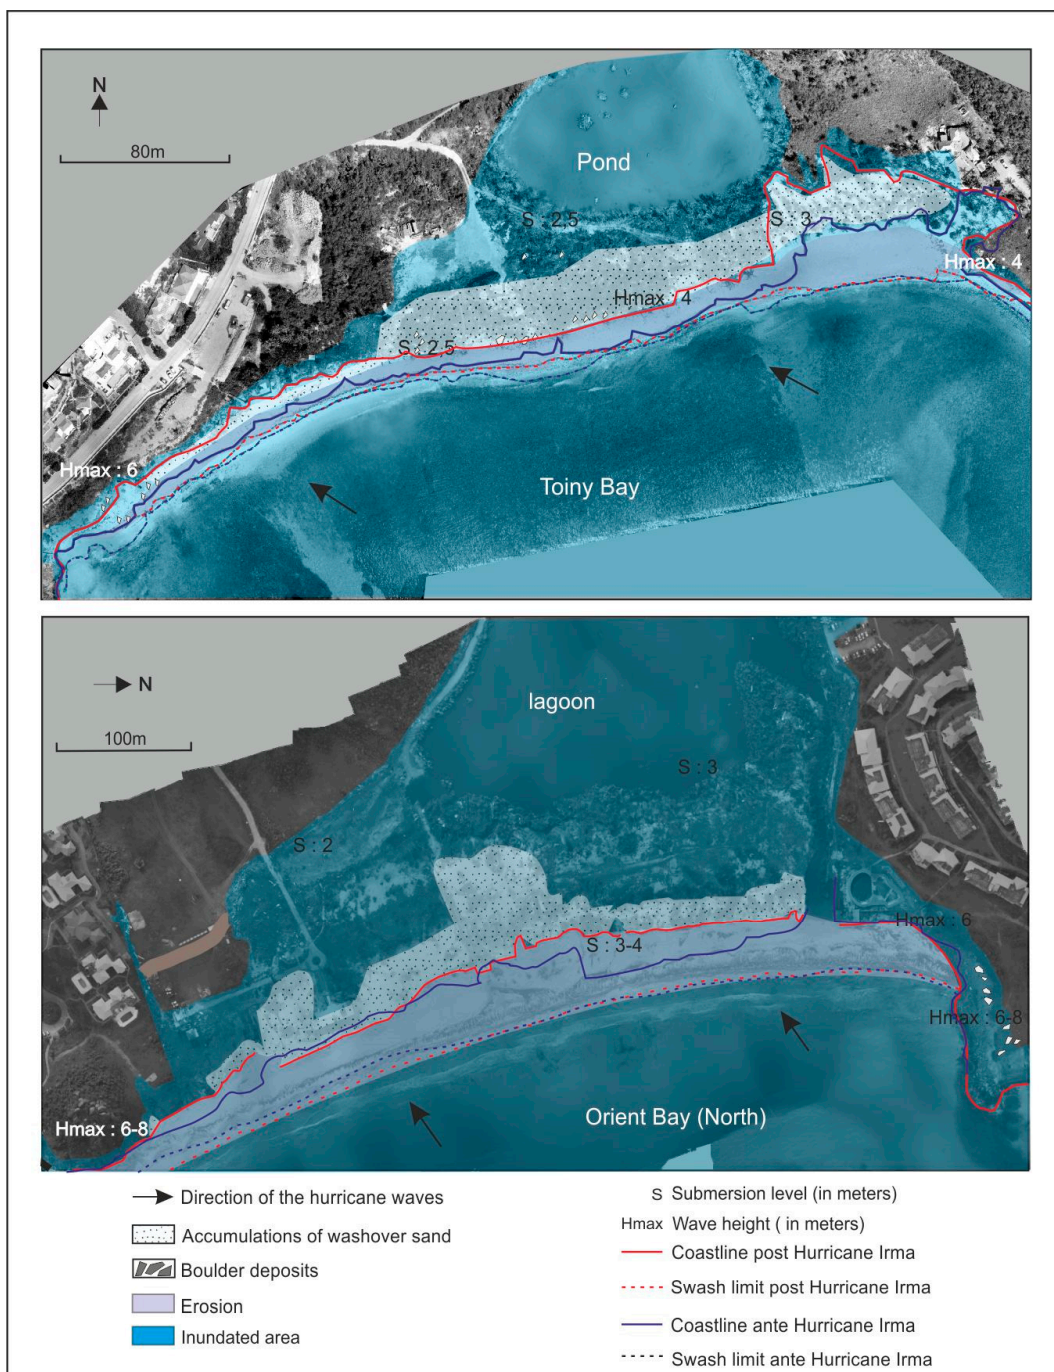 N
80m
Pond
S : 2,5
S : 3
Hmax : 4
Hmax : 4
S : 2,5
Hmax : 6
Toiny Bay
N
100m
lagoon
S : 3
S : 2
Hmax : 6
S : 3-4
Hmax : 6-8
Hmax : 6-8
Orient Bay (North)
Direction of the hurricane waves
Accumulations of washover sand
Boulder deposits
Erosion
Inundated area
S Submersion level (in meters)
Hmax Wave height ( in meters)
Coastline post Hurricane Irma
Swash limit post Hurricane Irma
Coastline ante Hurricane Irma
Swash limit ante Hurricane Irma